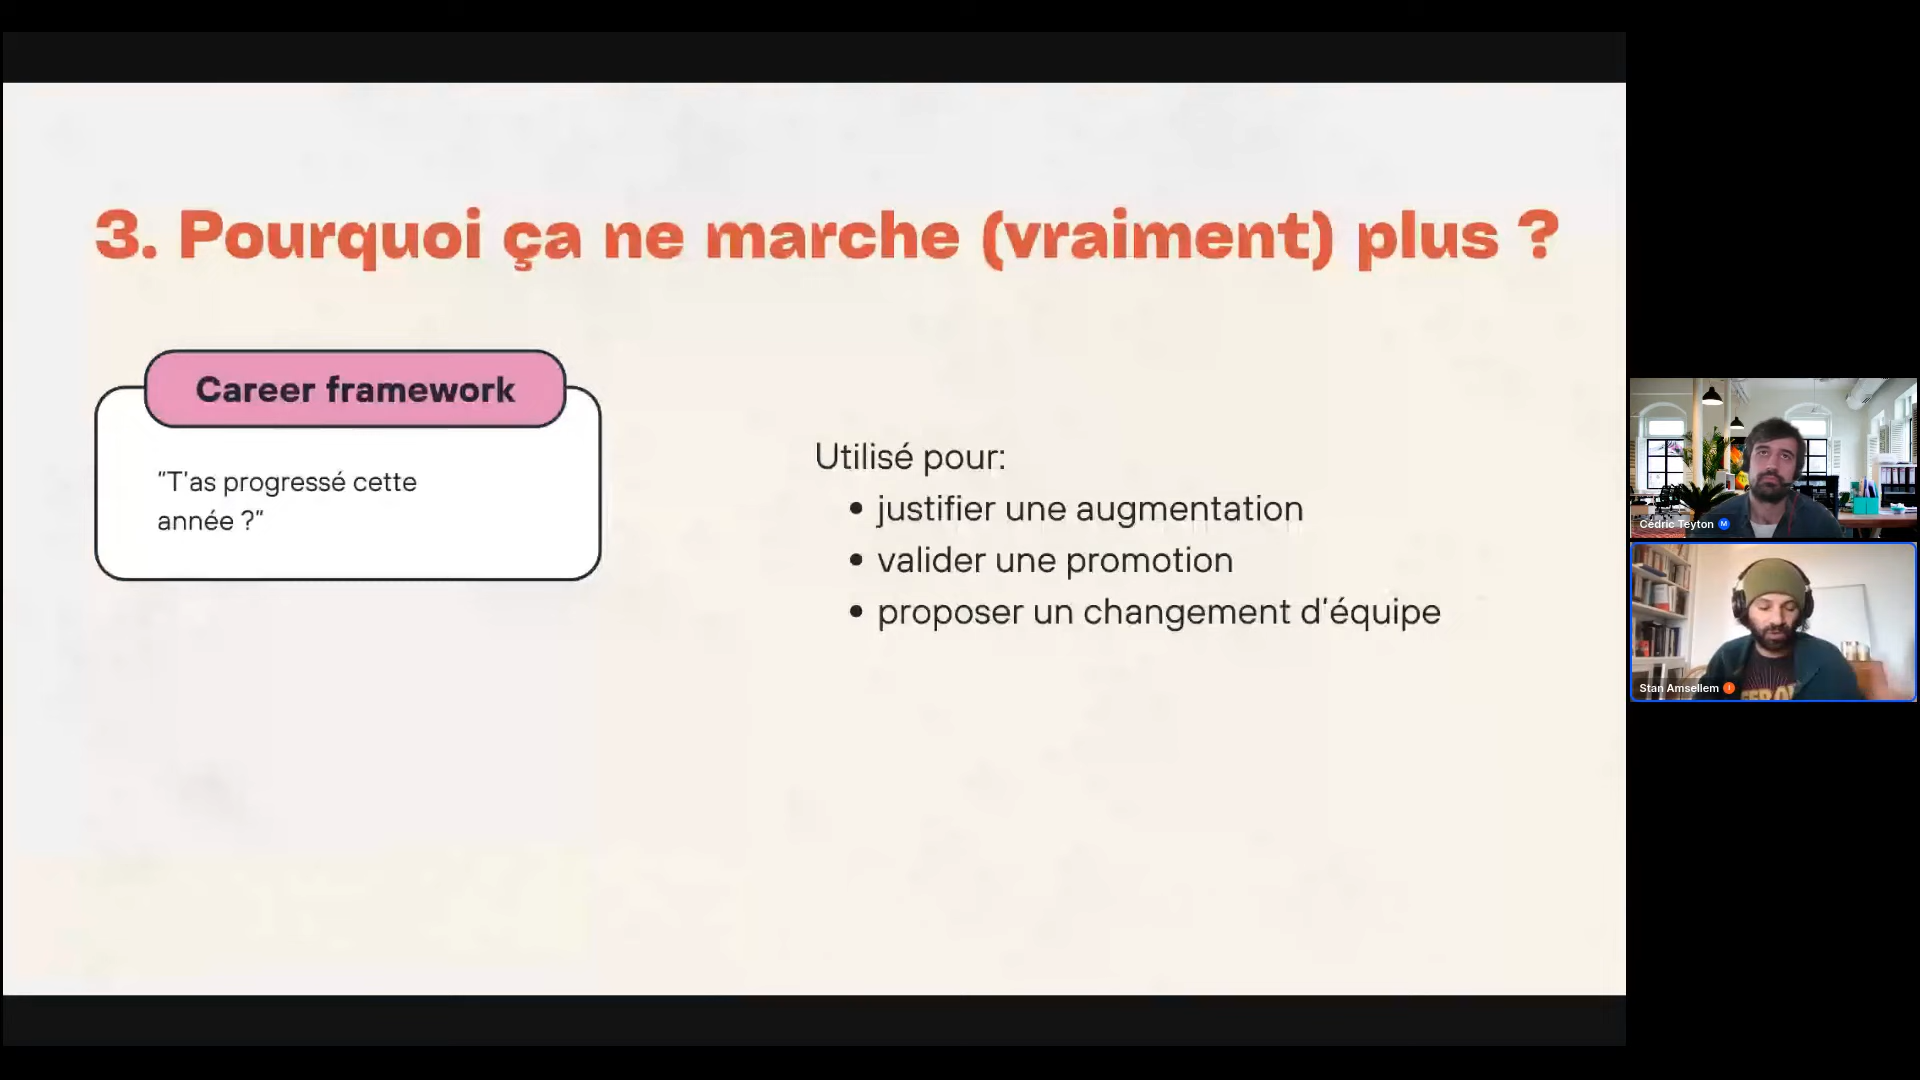 3. Pourquoi ça ne marche (vraiment) plus ?
Career framework
"T'as progressé cette
année ?"
Utilisé pour:
• justifier une augmentation
• valider une promotion
• proposer un changement d'équipe
Cédric Teyton
M
Stan Amsellem